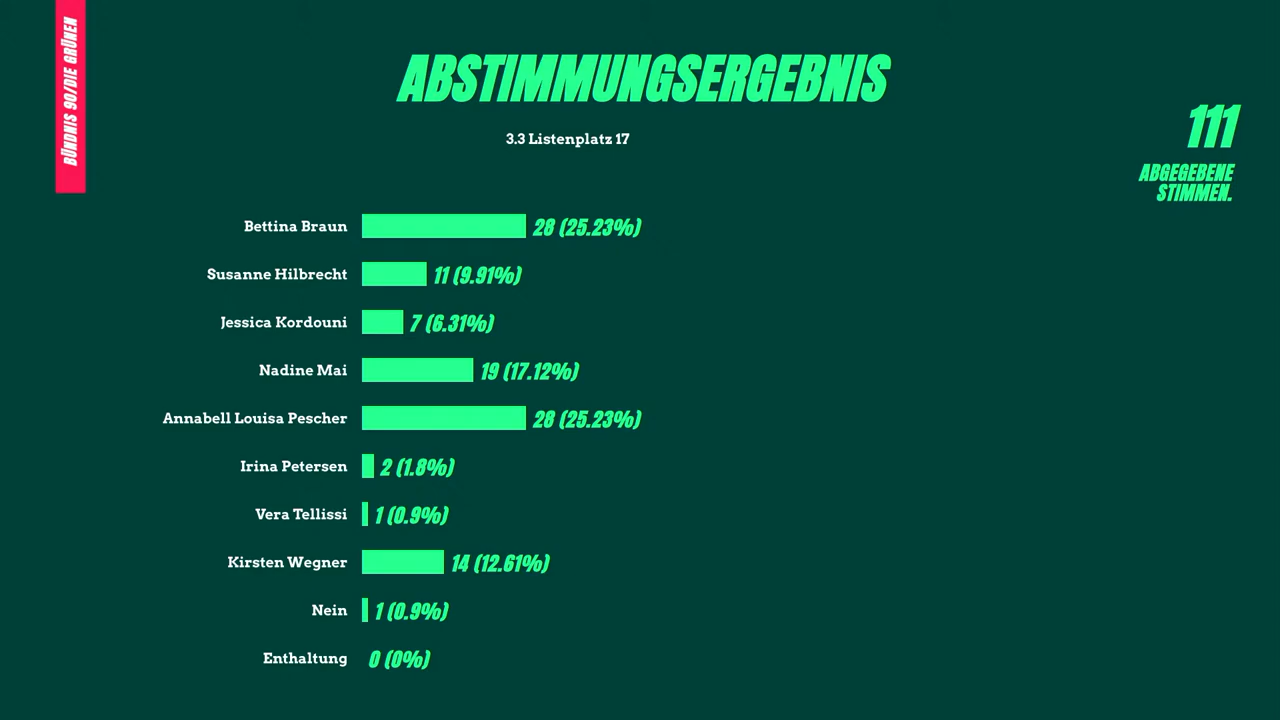 BÜNDNIS 90/DIE GRÜNEN
ABSTIMMUNGSERGEBNIS
3.3 Listenplatz 17
111
ABGEGEBENE
STIMMEN.
Bettina Braun 28 (25.23%)
Susanne Hilbrecht 11 (9.91%)
Jessica Kordouni 7 (6.31%)
Nadine Mai 19 (17.12%)
Annabell Louisa Pescher 28 (25.23%)
Irina Petersen 2 (1.8%)
Vera Tellissi 1 (0.9%)
Kirsten Wegner 14 (12.61%)
Nein 1 (0.9%)
Enthaltung 0 (0%)